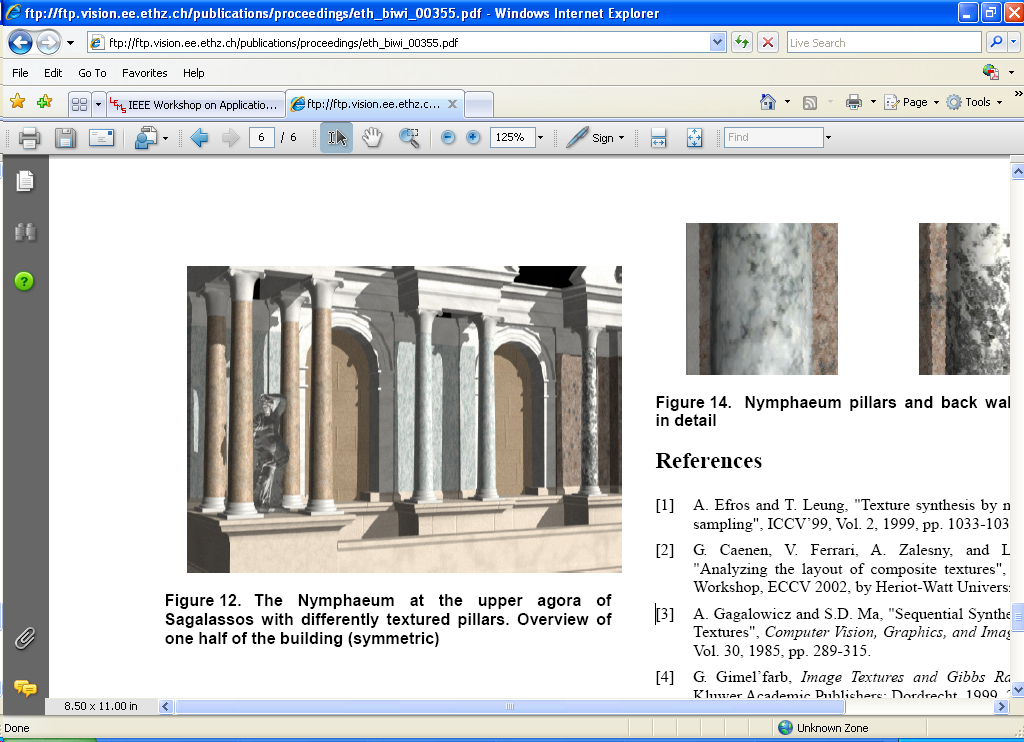 ftp://ftp.vision.ee.ethz.ch/publications/proceedings/eth_biwi_00355.pdf - Windows Internet Explorer
ftp://ftp.vision.ee.ethz.ch/publications/proceedings/eth_biwi_00355.pdf
Live Search
File Edit Go To Favorites Help
IEEE Workshop on Applicatio...
ftp://ftp.vision.ee.ethz.c...
Page
Tools
6 / 6
125%
Sign
Find
Figure 12. The Nymphaeum at the upper agora of
Sagalassos with differently textured pillars. Overview of
one half of the building (symmetric)
Figure 14. Nymphaeum pillars and back wal
in detail
References
[1] A. Efros and T. Leung, "Texture synthesis by n
sampling", ICCV'99, Vol. 2, 1999, pp. 1033-103
[2] G. Caenen, V. Ferrari, A. Zalesny, and L
"Analyzing the layout of composite textures",
Workshop, ECCV 2002, by Heriot-Watt Univers
[3] A. Gagalowicz and S.D. Ma, "Sequential Synthe
Textures", Computer Vision, Graphics, and Imag
Vol. 30, 1985, pp. 289-315.
[4] G. Gimel'farb, Image Textures and Gibbs Ra
Kluwer Academic Publishers: Dordrecht, 1999,
8.50 x 11.00 in
Done
Unknown Zone